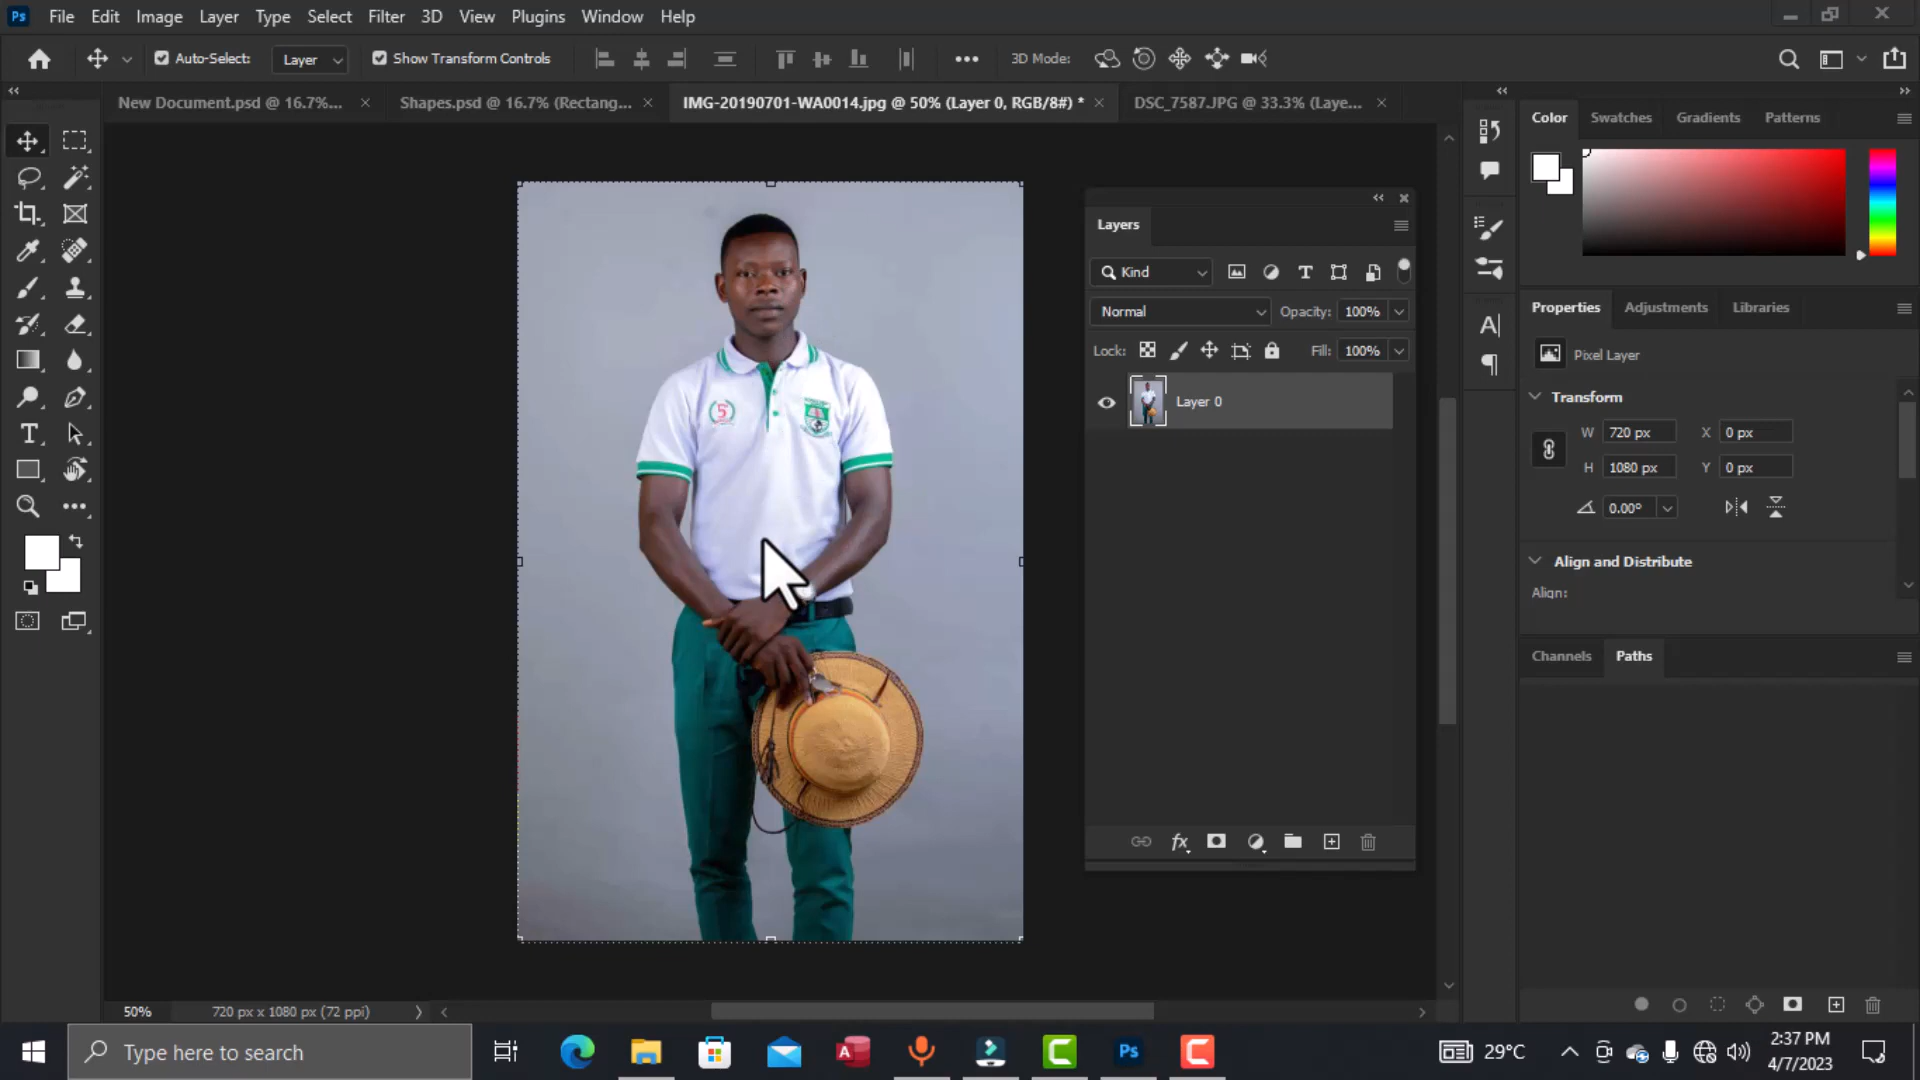 Ps File Edit Image Layer Type Select Filter 3D View Plugins Window Help
Auto-Select: Layer Show Transform Controls 3D Mode:
New Document.psd @ 16.7%... Shapes.psd @ 16.7% (Rectang... IMG-20190701-WA0014.jpg @ 50% (Layer 0, RGB/8#) * DSC_7587.JPG @ 33.3% (Laye...
Color Swatches Gradients Patterns
Layers
Kind
Normal Opacity: 100%
Lock: Fill: 100%
Layer 0
fx
Properties Adjustments Libraries
Pixel Layer
Transform
W 720 px X 0 px
H 1080 px Y 0 px
0.00°
Align and Distribute
Align:
Channels Paths
5
50% 720 px x 1080 px (72 ppi)
Type here to search
Ps
29°C
2:37 PM
4/7/2023